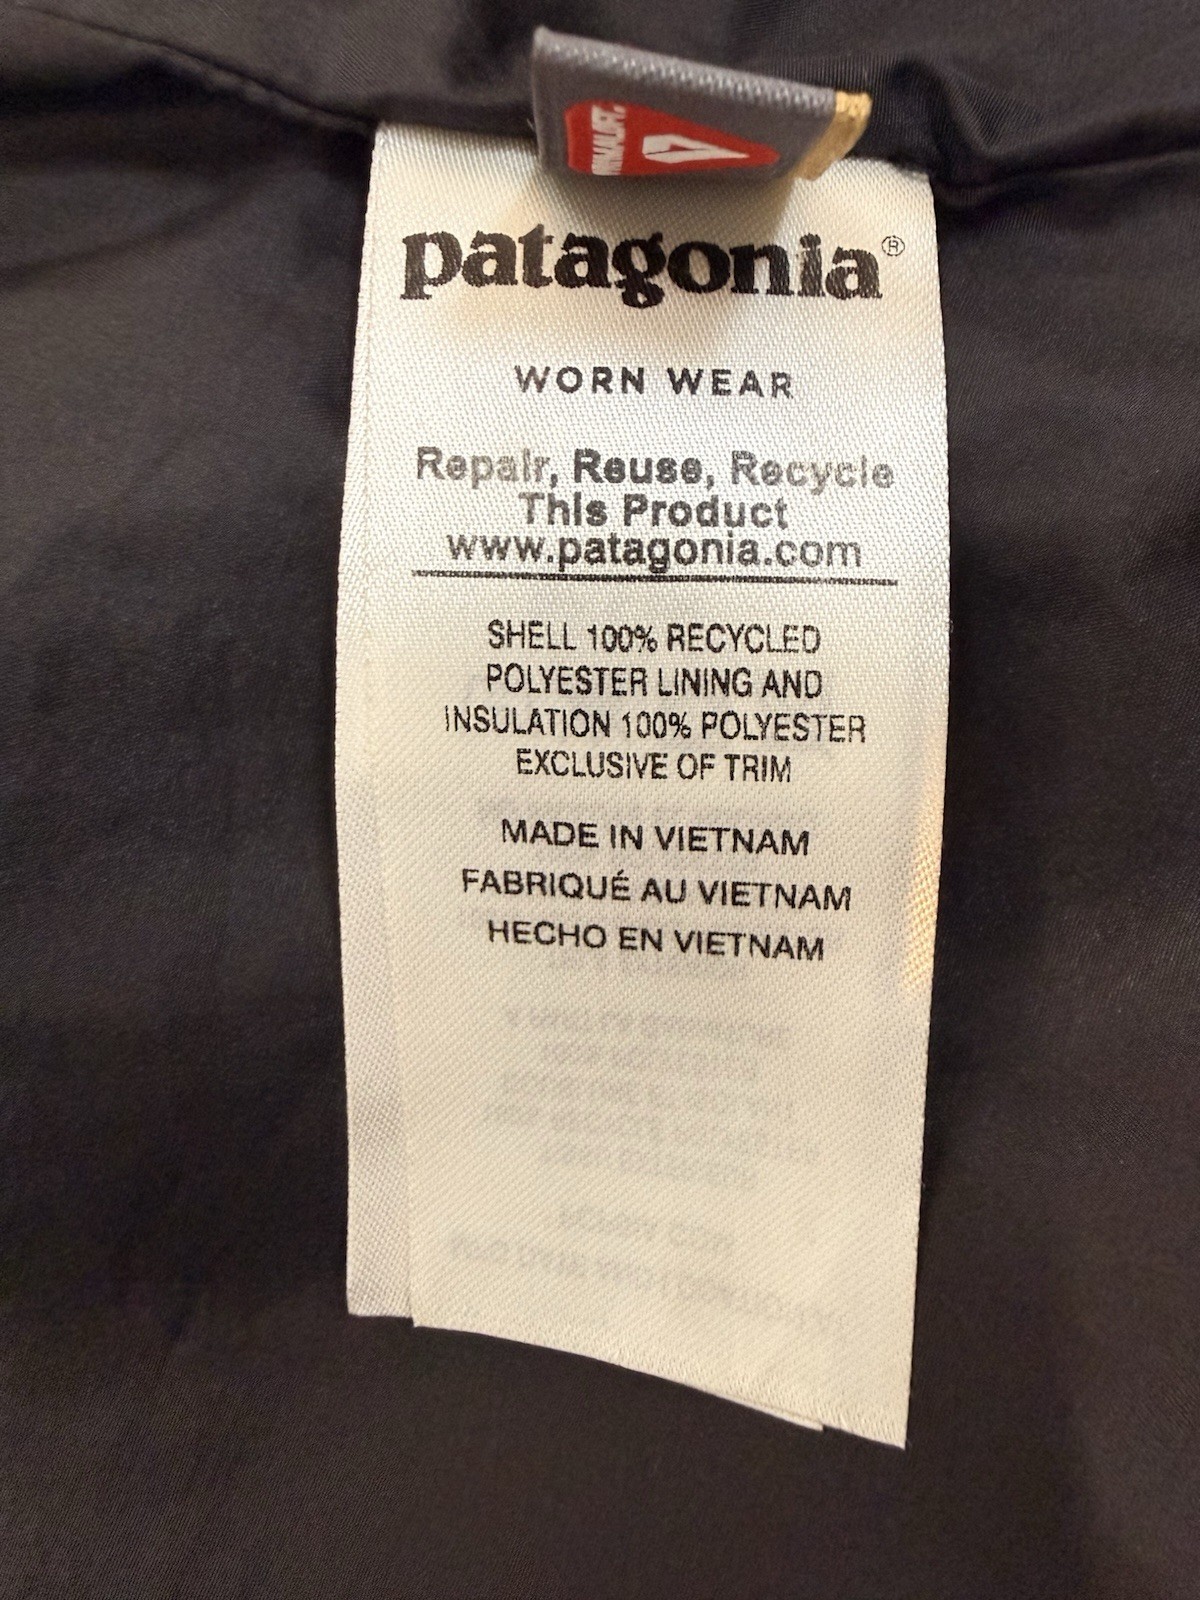 PRIMALOFT.
patagonia®
WORN WEAR
Repair, Reuse, Recycle
This Product
www.patagonia.com
SHELL 100% RECYCLED
POLYESTER LINING AND
INSULATION 100% POLYESTER
EXCLUSIVE OF TRIM
MADE IN VIETNAM
FABRIQUÉ AU VIETNAM
HECHO EN VIETNAM